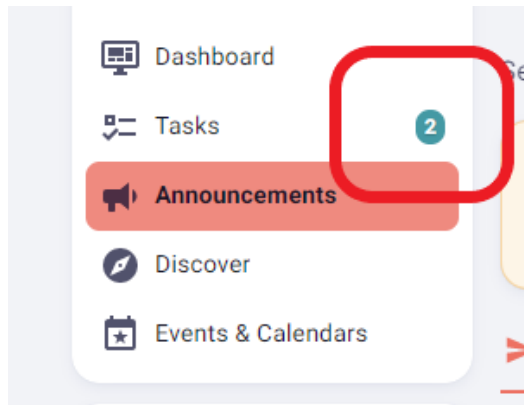 Dashboard
Tasks 2
Announcements
Discover
Events & Calendars